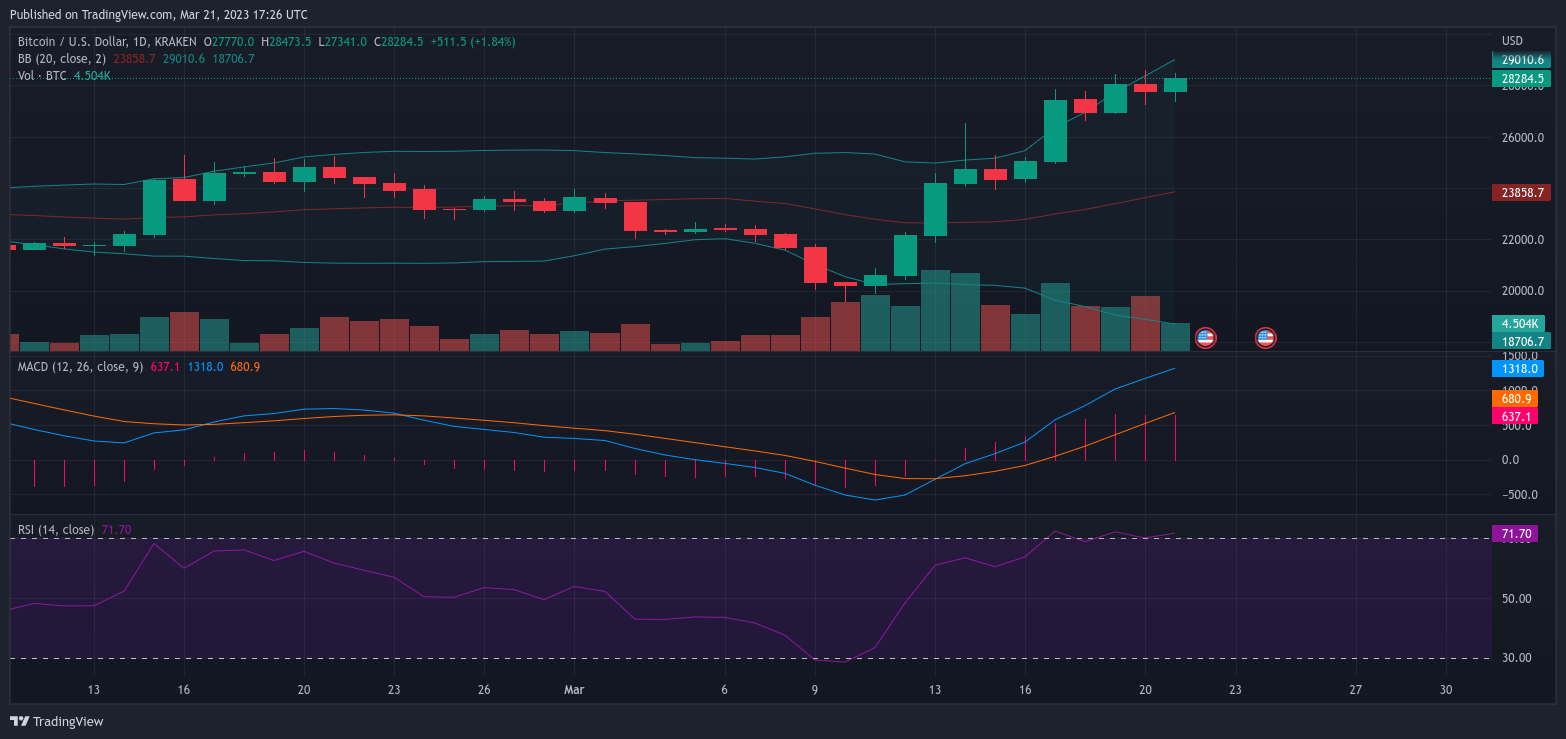 Published on TradingView.com, Mar 21, 2023 17:26 UTC
Bitcoin / U.S. Dollar, 1D, KRAKEN O27770.0 H28473.5 L27341.0 C28284.5 +511.5 (+1.84%)
USD
BB (20, close, 2) 23858.7 29010.6 18706.7
29010.6
Vol · BTC 4.504K
28284.5
28000.0
26000.0
23858.7
22000.0
20000.0
4.504K
18706.7
1500.0
MACD (12, 26, close, 9) 637.1 1318.0 680.9
1318.0
1000.0
680.9
637.1
500.0
0.0
−500.0
RSI (14, close) 71.70
71.70
50.00
30.00
13 16 20 23 26 Mar 6 9 13 16 20 23 27 30
TradingView